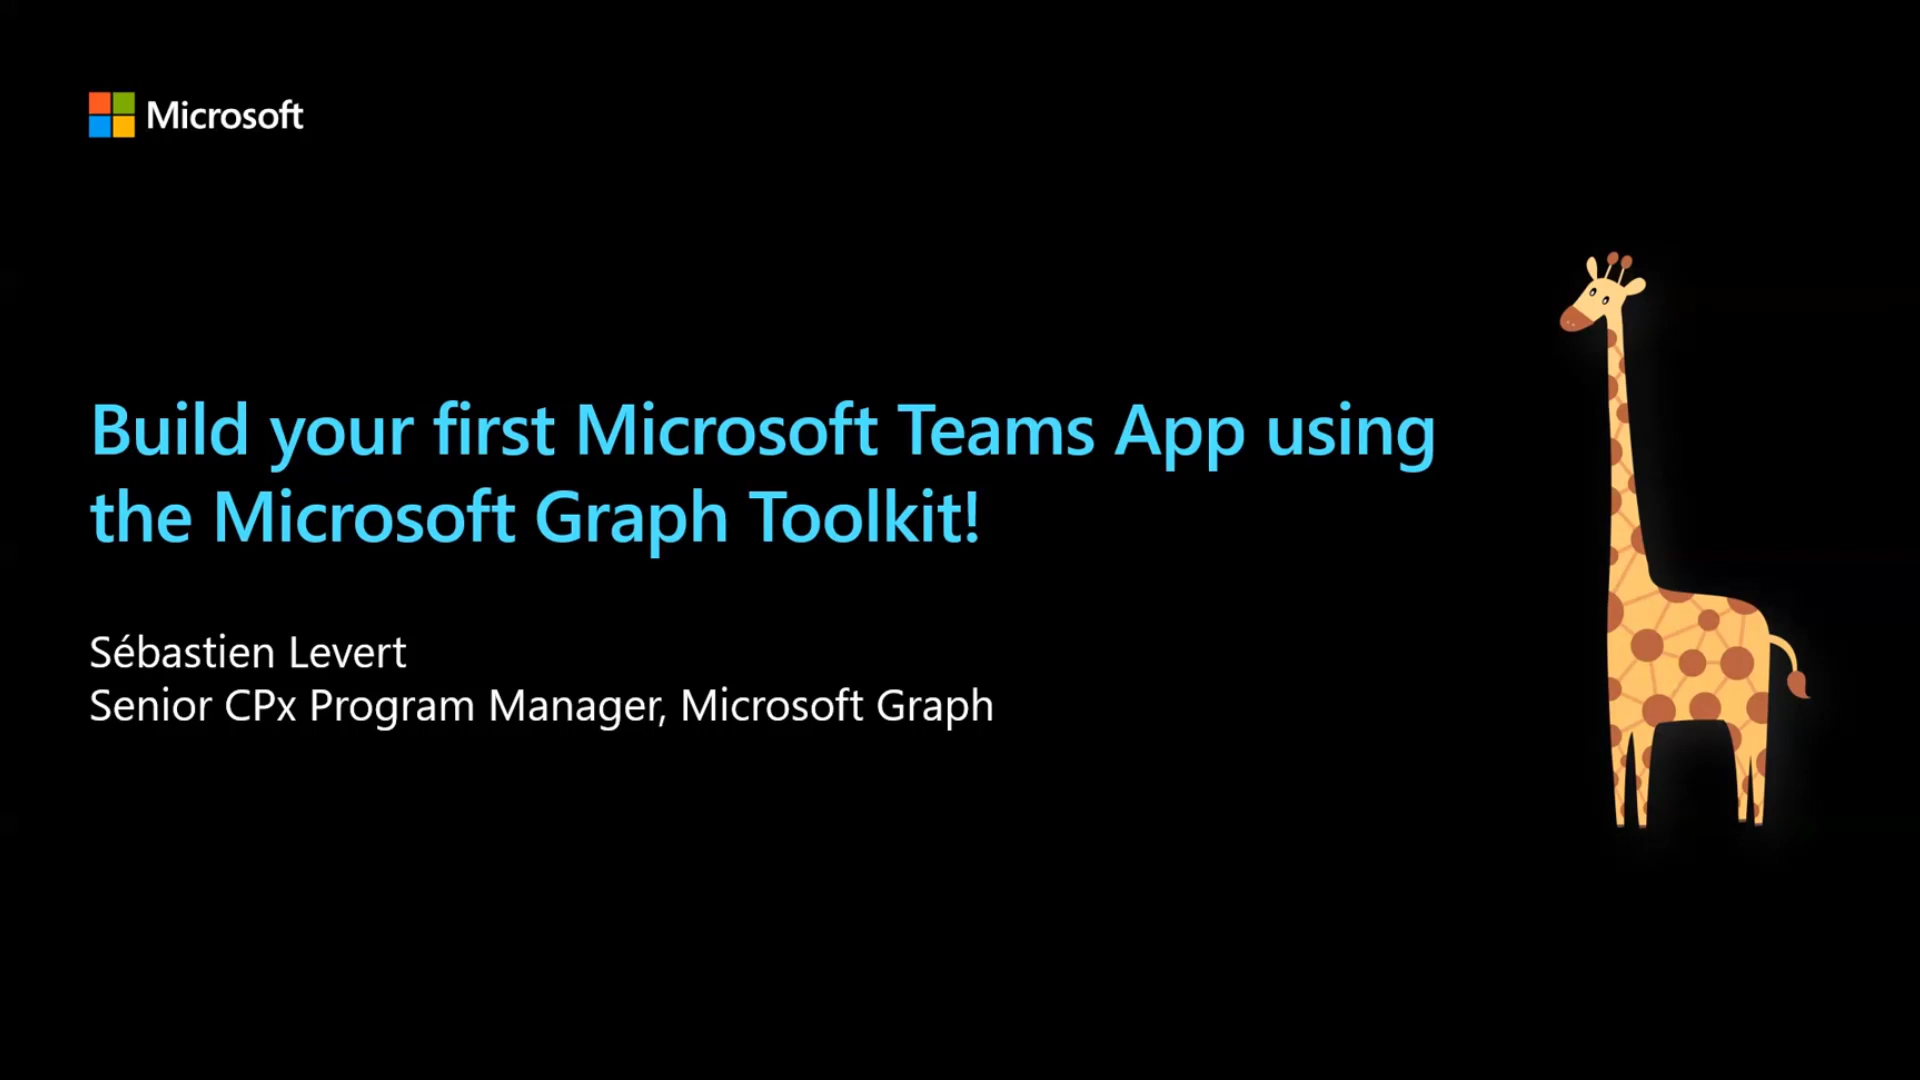 Microsoft
Build your first Microsoft Teams App using
the Microsoft Graph Toolkit!
Sébastien Levert
Senior CPx Program Manager, Microsoft Graph